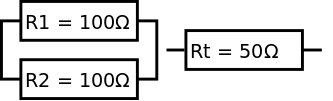 R1 = 100Ω
R2 = 100Ω
Rt = 50Ω